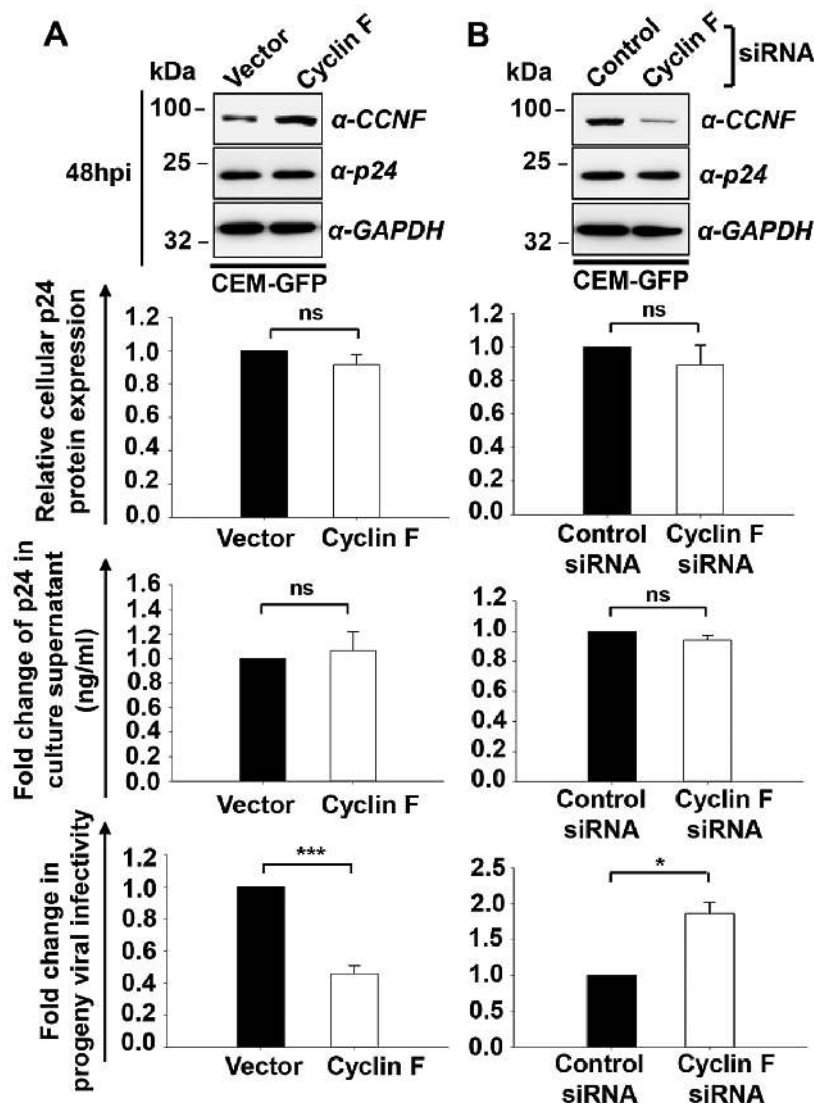 A
Vector
Cyclin F
kDa
100
25
32
48hpi
α-CCNF
α-p24
α-GAPDH
CEM-GFP
B
Control
Cyclin F
siRNA
kDa
100
25
32
α-CCNF
α-p24
α-GAPDH
CEM-GFP
Relative cellular p24
protein expression
1.2
1.0
0.8
0.6
0.4
0.2
0.0
ns
Vector
Cyclin F
1.2
1.0
0.8
0.6
0.4
0.2
0.0
ns
Control
siRNA
Cyclin F
siRNA
Fold change of p24 in
culture supernatant
(ng/ml)
1.6
1.4
1.2
1.0
0.8
0.6
0.4
0.2
0.0
ns
Vector
Cyclin F
1.2
1.0
0.8
0.6
0.4
0.2
0.0
ns
Control
siRNA
Cyclin F
siRNA
Fold change in
progeny viral infectivity
1.2
1.0
0.8
0.6
0.4
0.2
0.0
***
Vector
Cyclin F
2.5
2.0
1.5
1.0
0.5
0.0
*
Control
siRNA
Cyclin F
siRNA